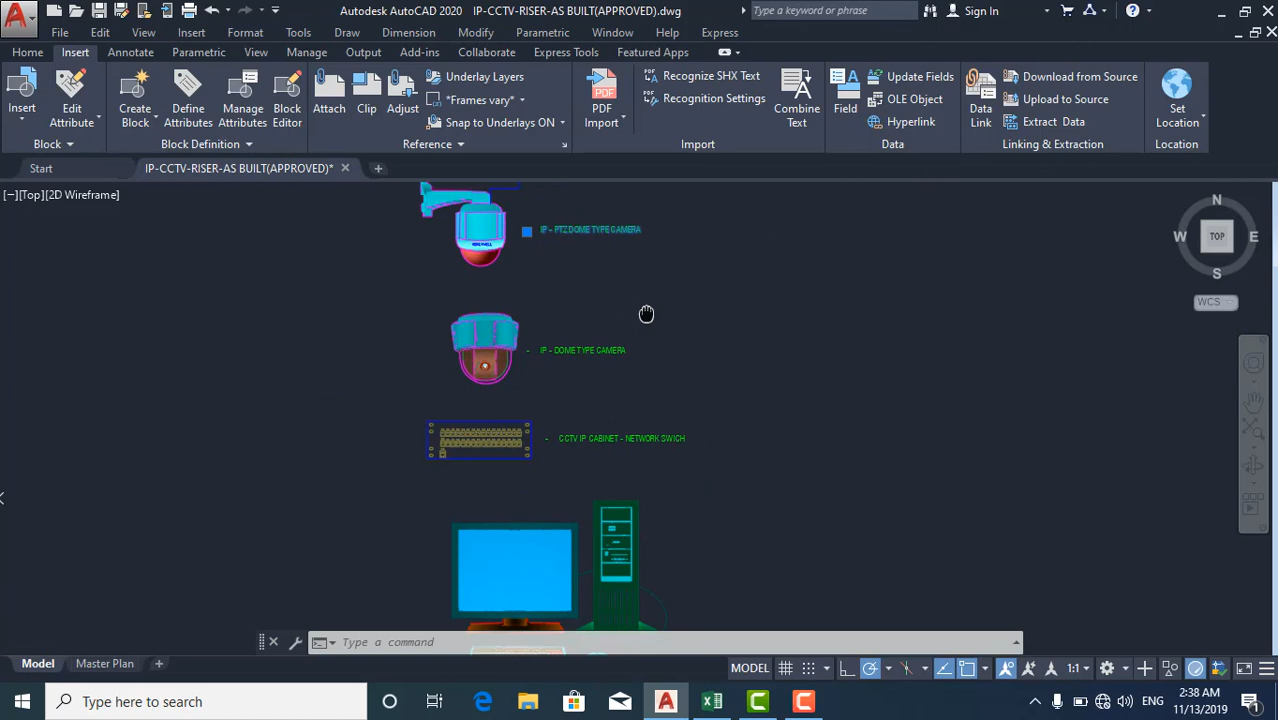 A
Autodesk AutoCAD 2020 IP-CCTV-RISER-AS BUILT(APPROVED).dwg
Type a keyword or phrase
Sign In
File Edit View Insert Format Tools Draw Dimension Modify Parametric Window Help Express
Home Insert Annotate Parametric View Manage Output Add-ins Collaborate Express Tools Featured Apps
Insert
Edit Attribute
Create Block
Define Attributes
Manage Attributes
Block Editor
Attach
Clip
Adjust
Underlay Layers
*Frames vary*
Snap to Underlays ON
PDF
PDF Import
Recognize SHX Text
Recognition Settings
Combine Text
Field
Update Fields
OLE Object
Hyperlink
Data Link
Download from Source
Upload to Source
Extract Data
Set Location
Block Block Definition Reference Import Data Linking & Extraction Location
Start IP-CCTV-RISER-AS BUILT(APPROVED)*
[−][Top][2D Wireframe]
N
W TOP E
S
WCS
IP - PTZ DOME TYPE CAMERA
- IP - DOME TYPE CAMERA
- CCTV IP CABINET - NETWORK SWICH
Type a command
Model Master Plan
MODEL 1:1
Type here to search
ENG
2:38 AM
11/13/2019